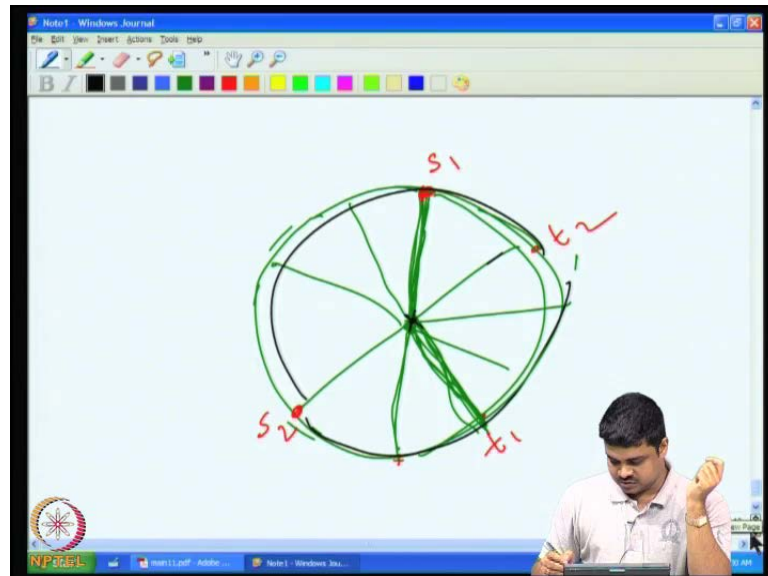 Note1 - Windows Journal
File Edit View Insert Actions Tools Help
B I
s1
t2
s2
t1
NPTEL
main11.pdf - Adobe ...
Note1 - Windows Jou...